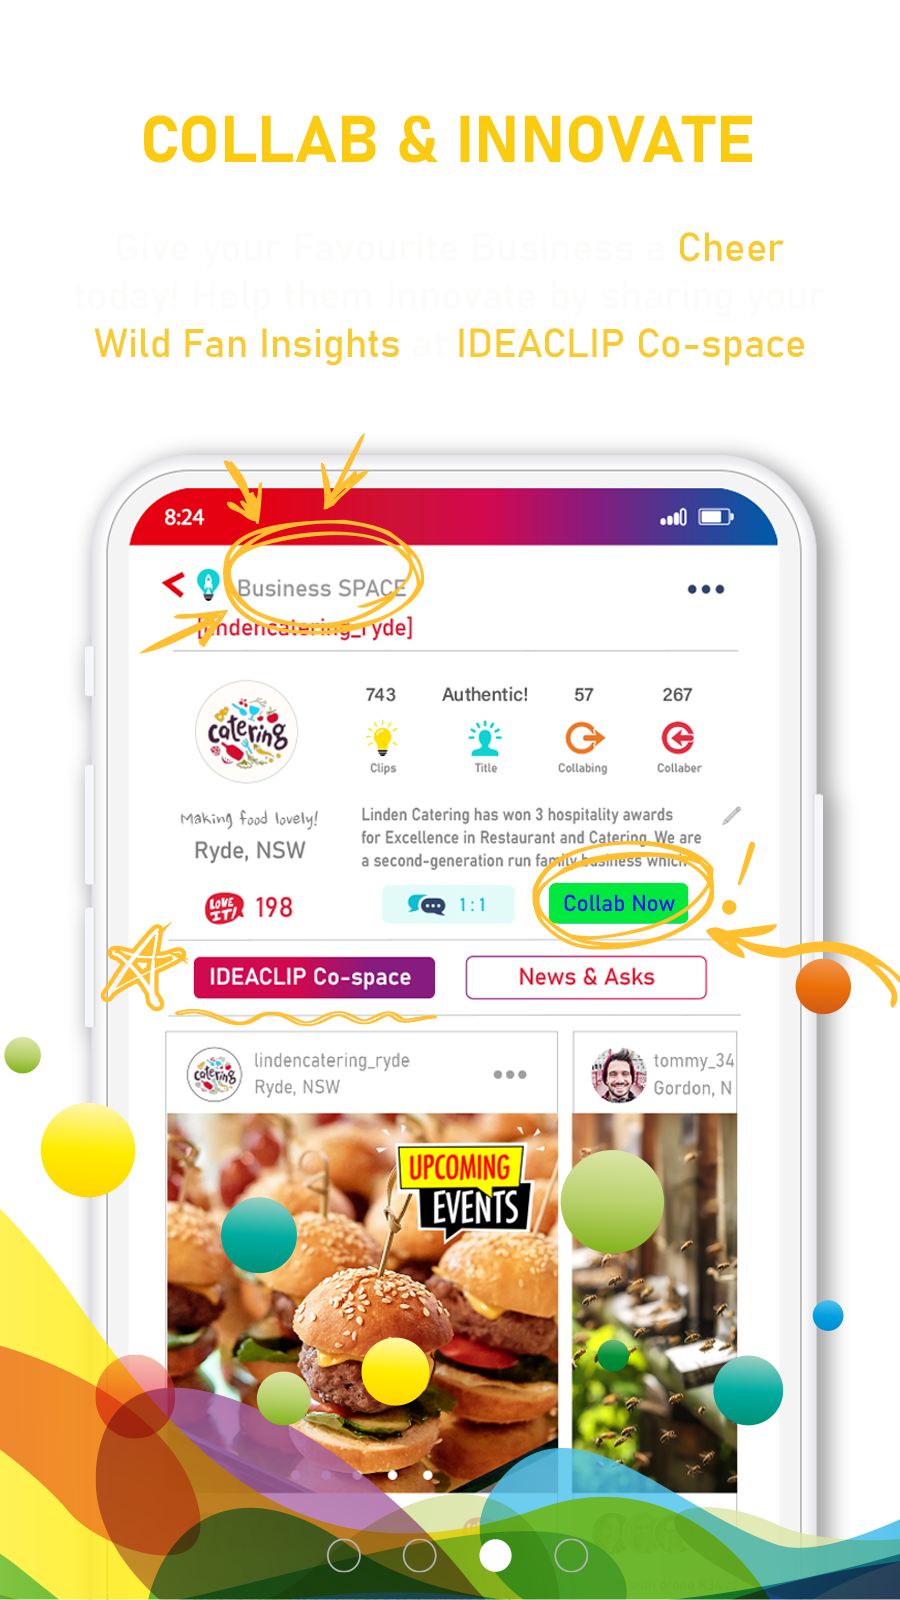 COLLAB & INNOVATE
Give your Favourite Business a Cheer
today! Help them Innovate by sharing your
Wild Fan Insights at IDEACLIP Co-space
8:24
Business SPACE
[lindencatering_ryde]
743 Authentic! 57 267
catering
Clips Title Collabing Collaber
Making food lovely!
Ryde, NSW
Linden Catering has won 3 hospitality awards
for Excellence in Restaurant and Catering. We are
a second-generation run family business which
LOVE IT! 198
1:1
Collab Now
IDEACLIP Co-space
News & Asks
catering
lindencatering_ryde
Ryde, NSW
tommy_34
Gordon, N
UPCOMING
EVENTS